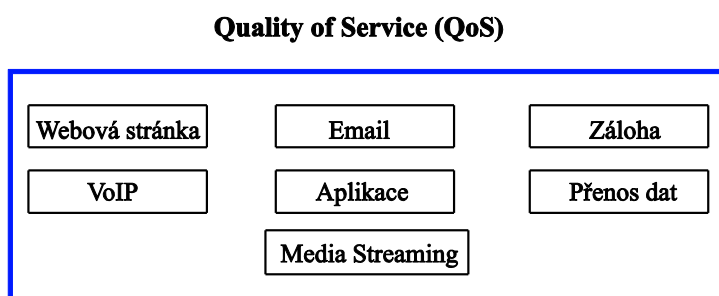 Quality of Service (QoS)
Webová stránka Email Záloha
VoIP Aplikace Přenos dat
Media Streaming